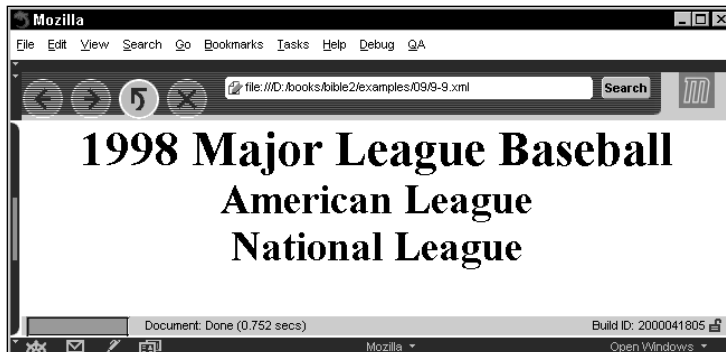 Mozilla
File Edit View Search Go Bookmarks Tasks Help Debug QA
file:///D:/books/bible2/examples/09/9-9.xml Search
1998 Major League Baseball
American League
National League
Document: Done (0.752 secs) Build ID: 2000041805
Mozilla Open Windows